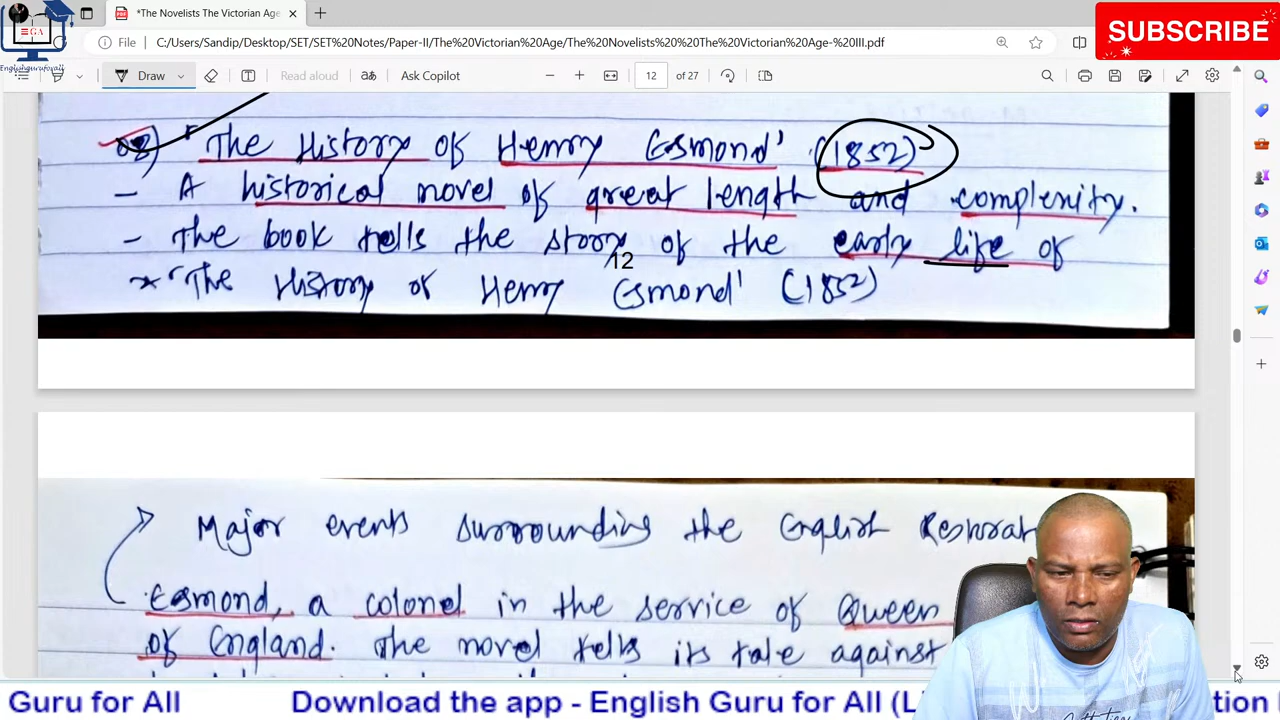 *The Novelists The Victorian Age
SUBSCRIBE
EGA
Englishguruforall
File
C:/Users/Sandip/Desktop/SET/SET%20Notes/Paper-II/The%20Victorian%20Age/The%20Novelists%20%20The%20Victorian%20Age-%20III.pdf
Draw
Read aloud
Ask Copilot
12 of 27
08) 'The History of Henry Esmond' (1852)
- A historical novel of great length and complexity.
- The book tells the story of the early life of
12
* 'The History of Henry Esmond' (1852)
Major events surrounding the English Restorat
Esmond, a colonel in the service of Queen
of England. The novel tells its tale against
Guru for All
Download the app - English Guru for All (L
tion